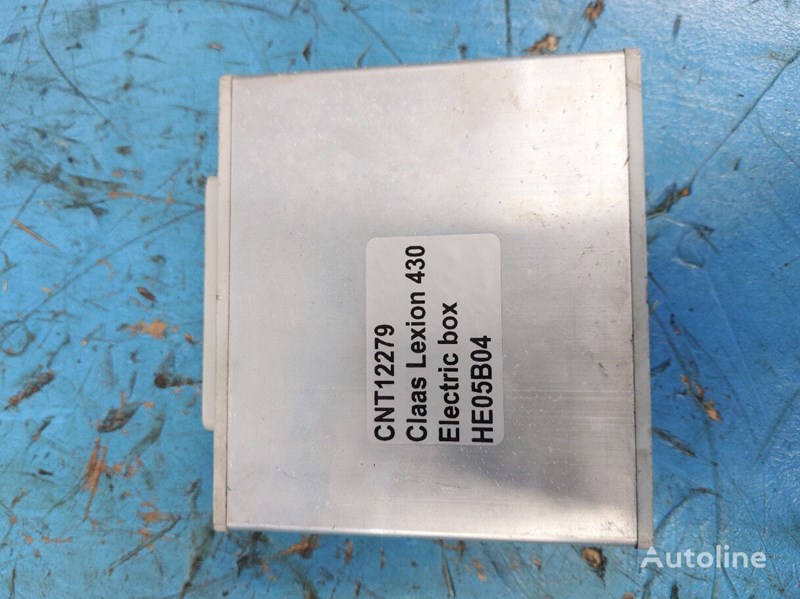 CNT12279
Claas Lexion 430
Electric box
HE05B04
Autoline